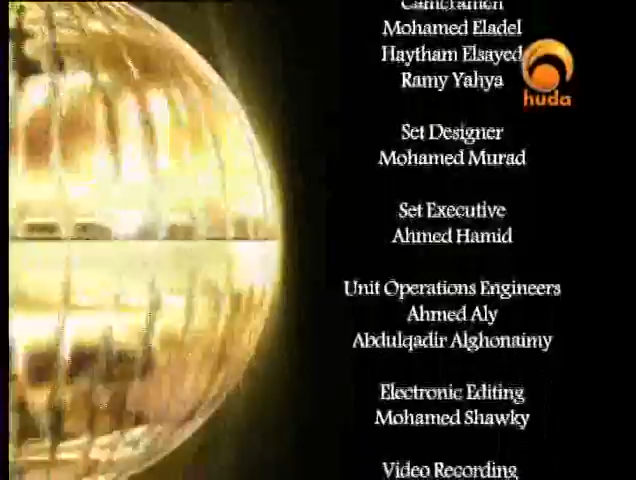 Cameramen
Mohamed Eladel
Haytham Elsayed
Ramy Yahya
huda
Set Designer
Mohamed Murad
Set Executive
Ahmed Hamid
Unit Operations Engineers
Ahmed Aly
Abdulqadir Alghonaimy
Electronic Editing
Mohamed Shawky
Video Recording